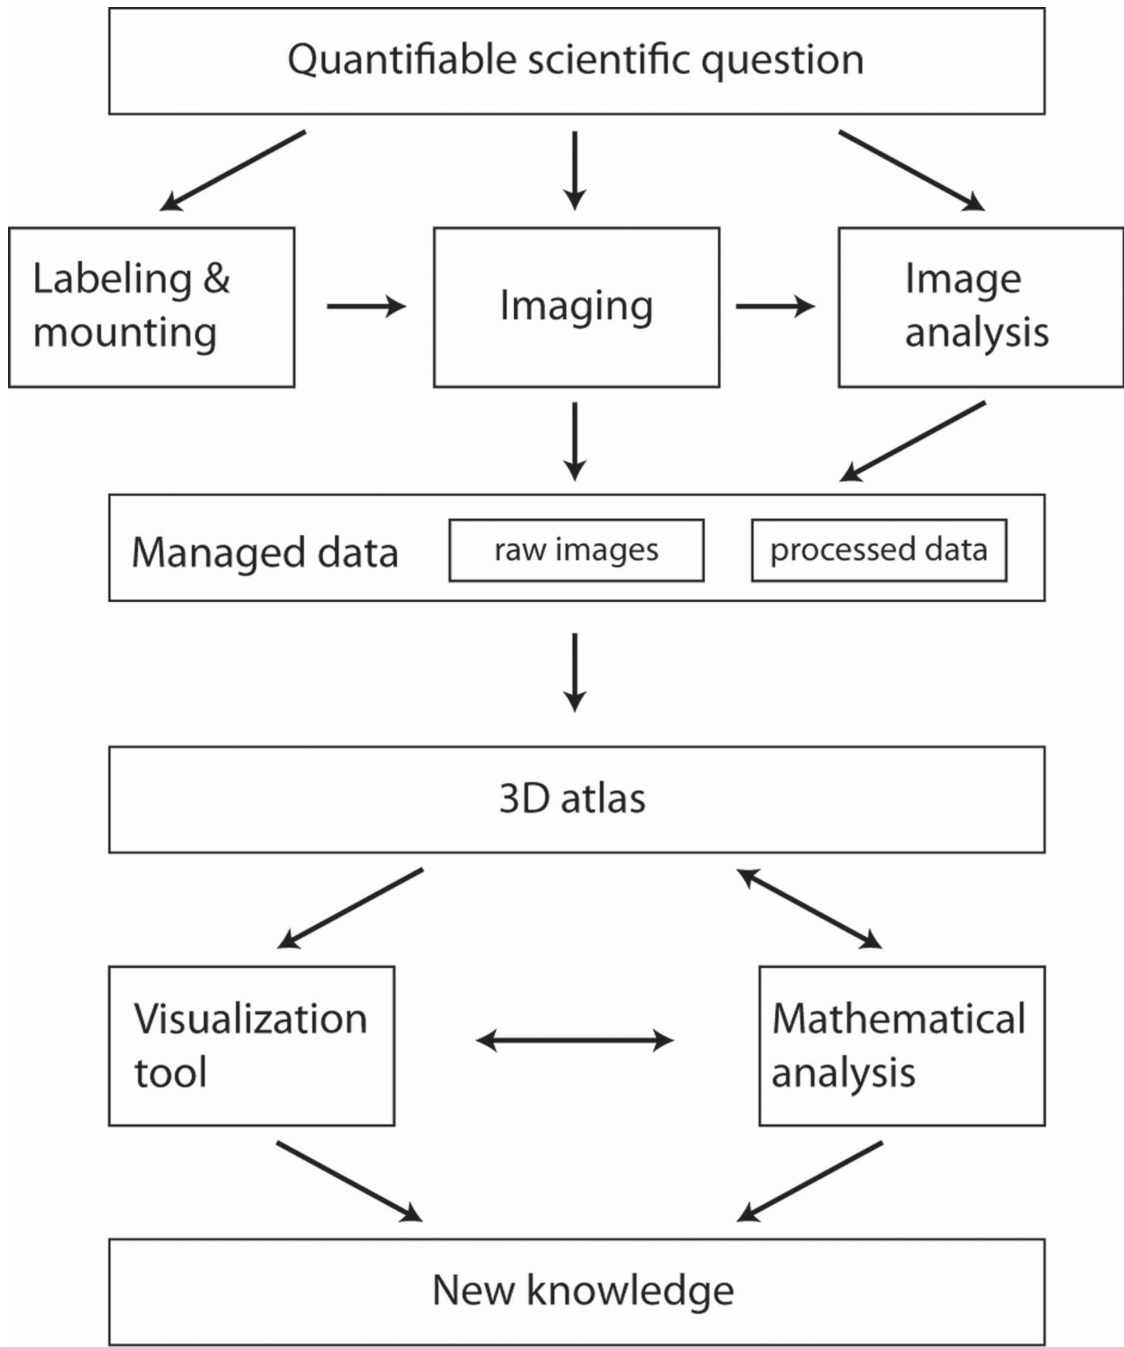 Quantifiable scientific question
Labeling &
mounting
Imaging
Image
analysis
Managed data
raw images
processed data
3D atlas
Visualization
tool
Mathematical
analysis
New knowledge